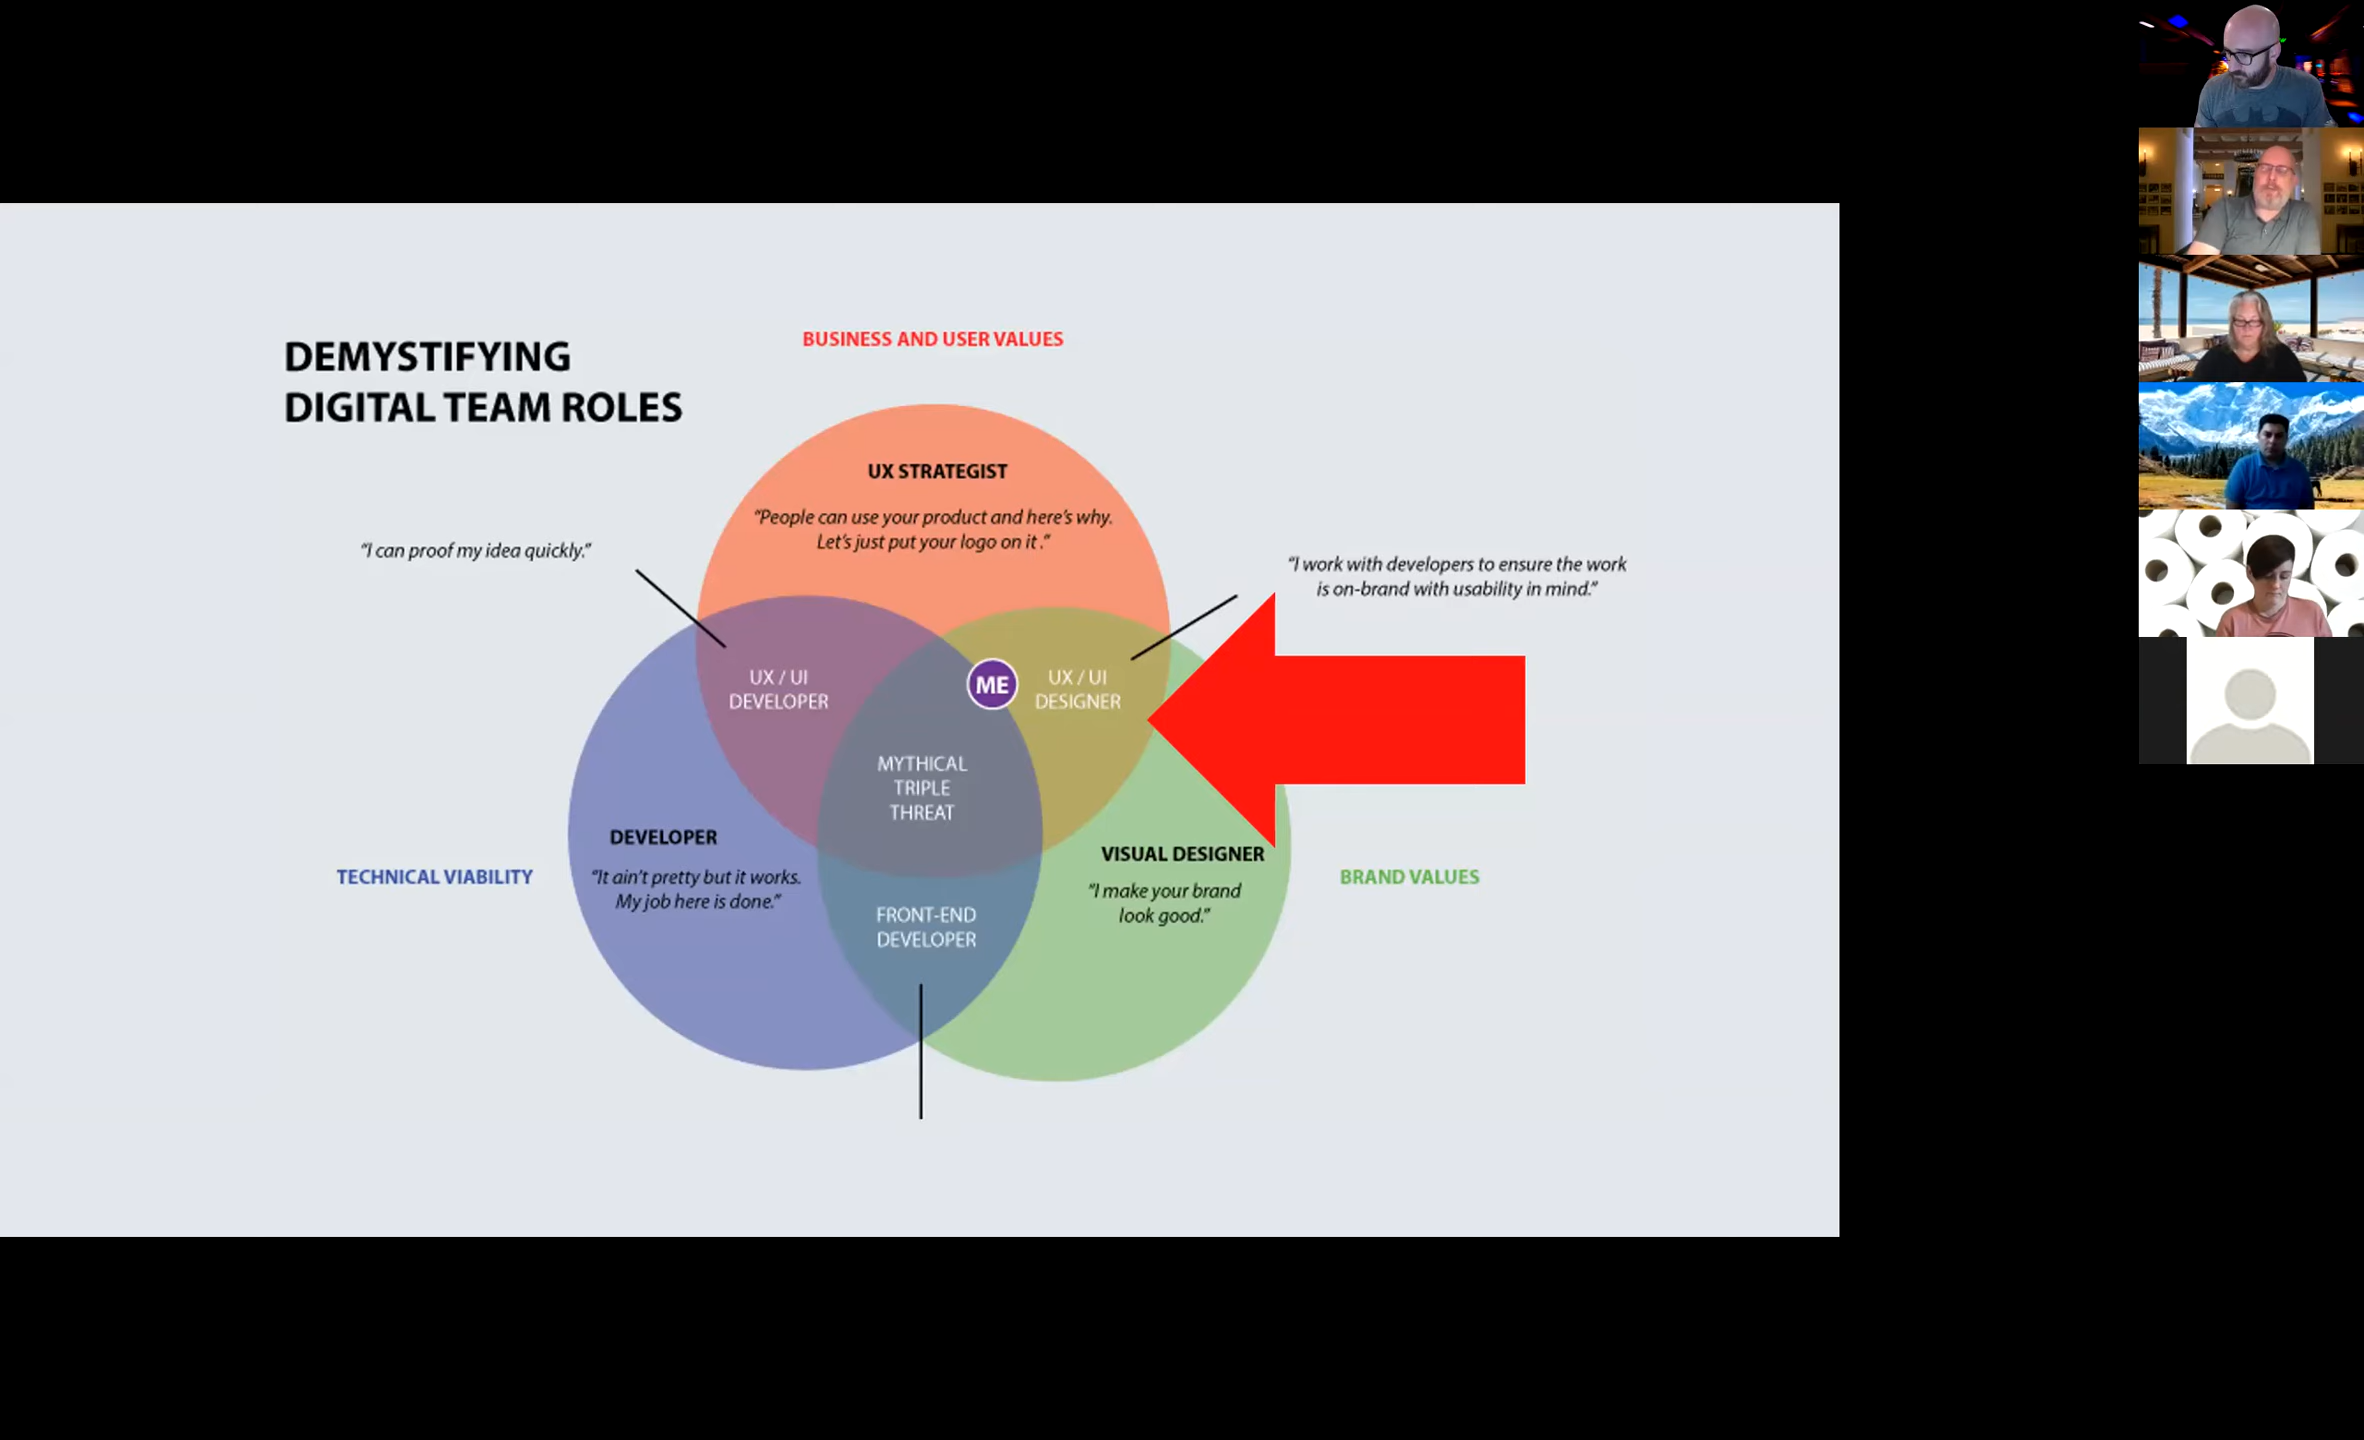 DEMYSTIFYING
DIGITAL TEAM ROLES
BUSINESS AND USER VALUES
UX STRATEGIST
“People can use your product and here’s why.
Let’s just put your logo on it.”
“I can proof my idea quickly.”
“I work with developers to ensure the work
is on-brand with usability in mind.”
UX / UI
DEVELOPER
ME
UX / UI
DESIGNER
MYTHICAL
TRIPLE
THREAT
DEVELOPER
“It ain’t pretty but it works.
My job here is done.”
TECHNICAL VIABILITY
VISUAL DESIGNER
“I make your brand
look good.”
BRAND VALUES
FRONT-END
DEVELOPER